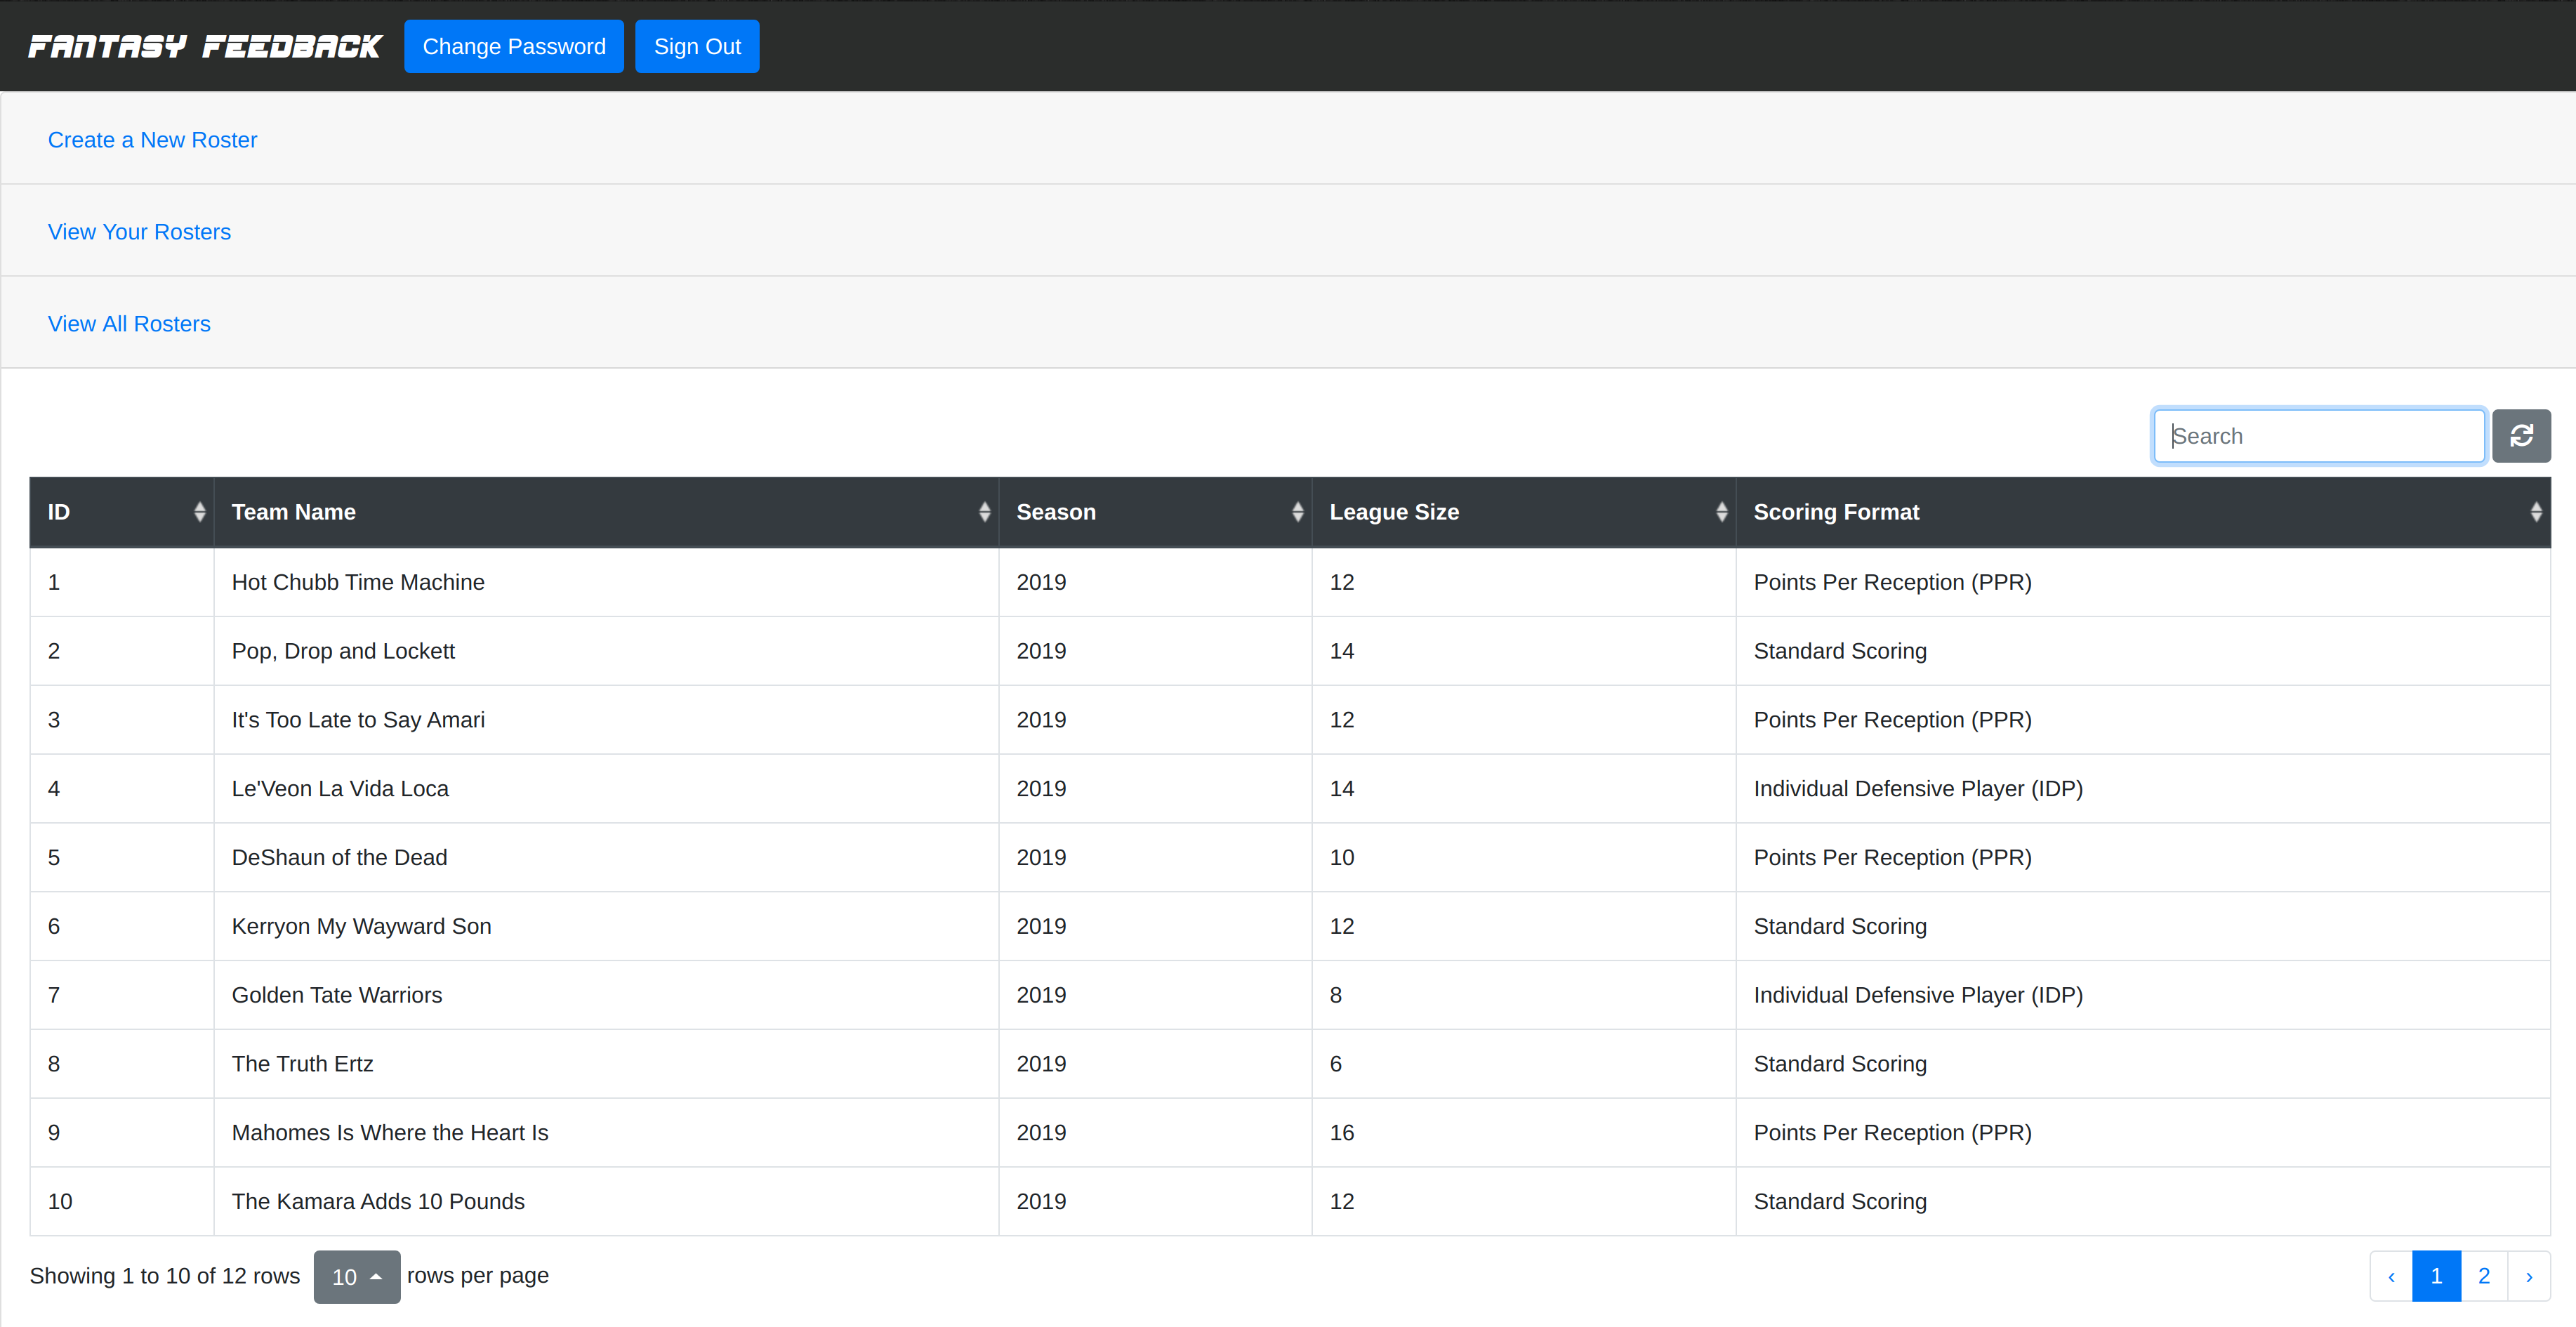 FANTASY FEEDBACK Change Password Sign Out
Create a New Roster
View Your Rosters
View All Rosters
Search
ID Team Name Season League Size Scoring Format
1 Hot Chubb Time Machine 2019 12 Points Per Reception (PPR)
2 Pop, Drop and Lockett 2019 14 Standard Scoring
3 It's Too Late to Say Amari 2019 12 Points Per Reception (PPR)
4 Le'Veon La Vida Loca 2019 14 Individual Defensive Player (IDP)
5 DeShaun of the Dead 2019 10 Points Per Reception (PPR)
6 Kerryon My Wayward Son 2019 12 Standard Scoring
7 Golden Tate Warriors 2019 8 Individual Defensive Player (IDP)
8 The Truth Ertz 2019 6 Standard Scoring
9 Mahomes Is Where the Heart Is 2019 16 Points Per Reception (PPR)
10 The Kamara Adds 10 Pounds 2019 12 Standard Scoring
Showing 1 to 10 of 12 rows 10 rows per page ‹ 1 2 ›